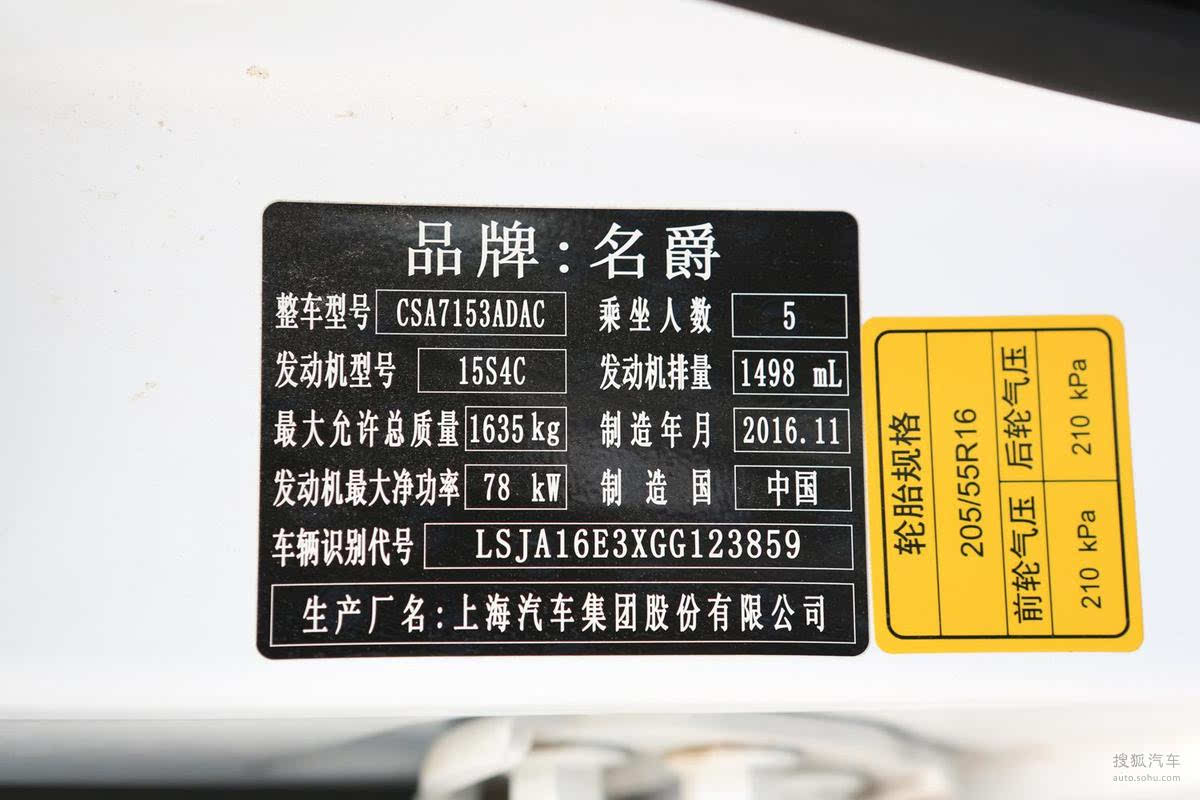 品牌:名爵
整车型号 CSA7153ADAC 乘坐人数 5
发动机型号 15S4C 发动机排量 1498 mL
最大允许总质量 1635kg 制造年月 2016.11
发动机最大净功率 78 kW 制造国 中国
车辆识别代号 LSJA16E3XGG123859
生产厂名:上海汽车集团股份有限公司
轮胎规格
205/55R16
前轮气压 后轮气压
210 kPa 210 kPa
搜狐汽车
auto.sohu.com